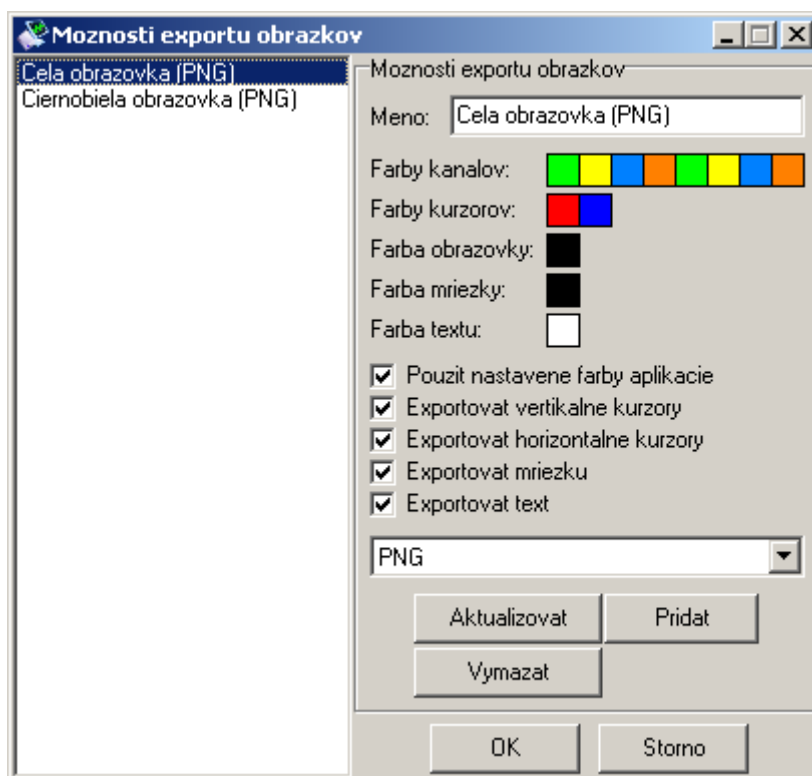 Moznosti exportu obrazkov
Cela obrazovka (PNG)
Ciernobiela obrazovka (PNG)
Moznosti exportu obrazkov
Meno: Cela obrazovka (PNG)
Farby kanalov:
Farby kurzorov:
Farba obrazovky:
Farba mriezky:
Farba textu:
Pouzit nastavene farby aplikacie
Exportovat vertikalne kurzory
Exportovat horizontalne kurzory
Exportovat mriezku
Exportovat text
PNG
Aktualizovat Pridat
Vymazat
OK Storno